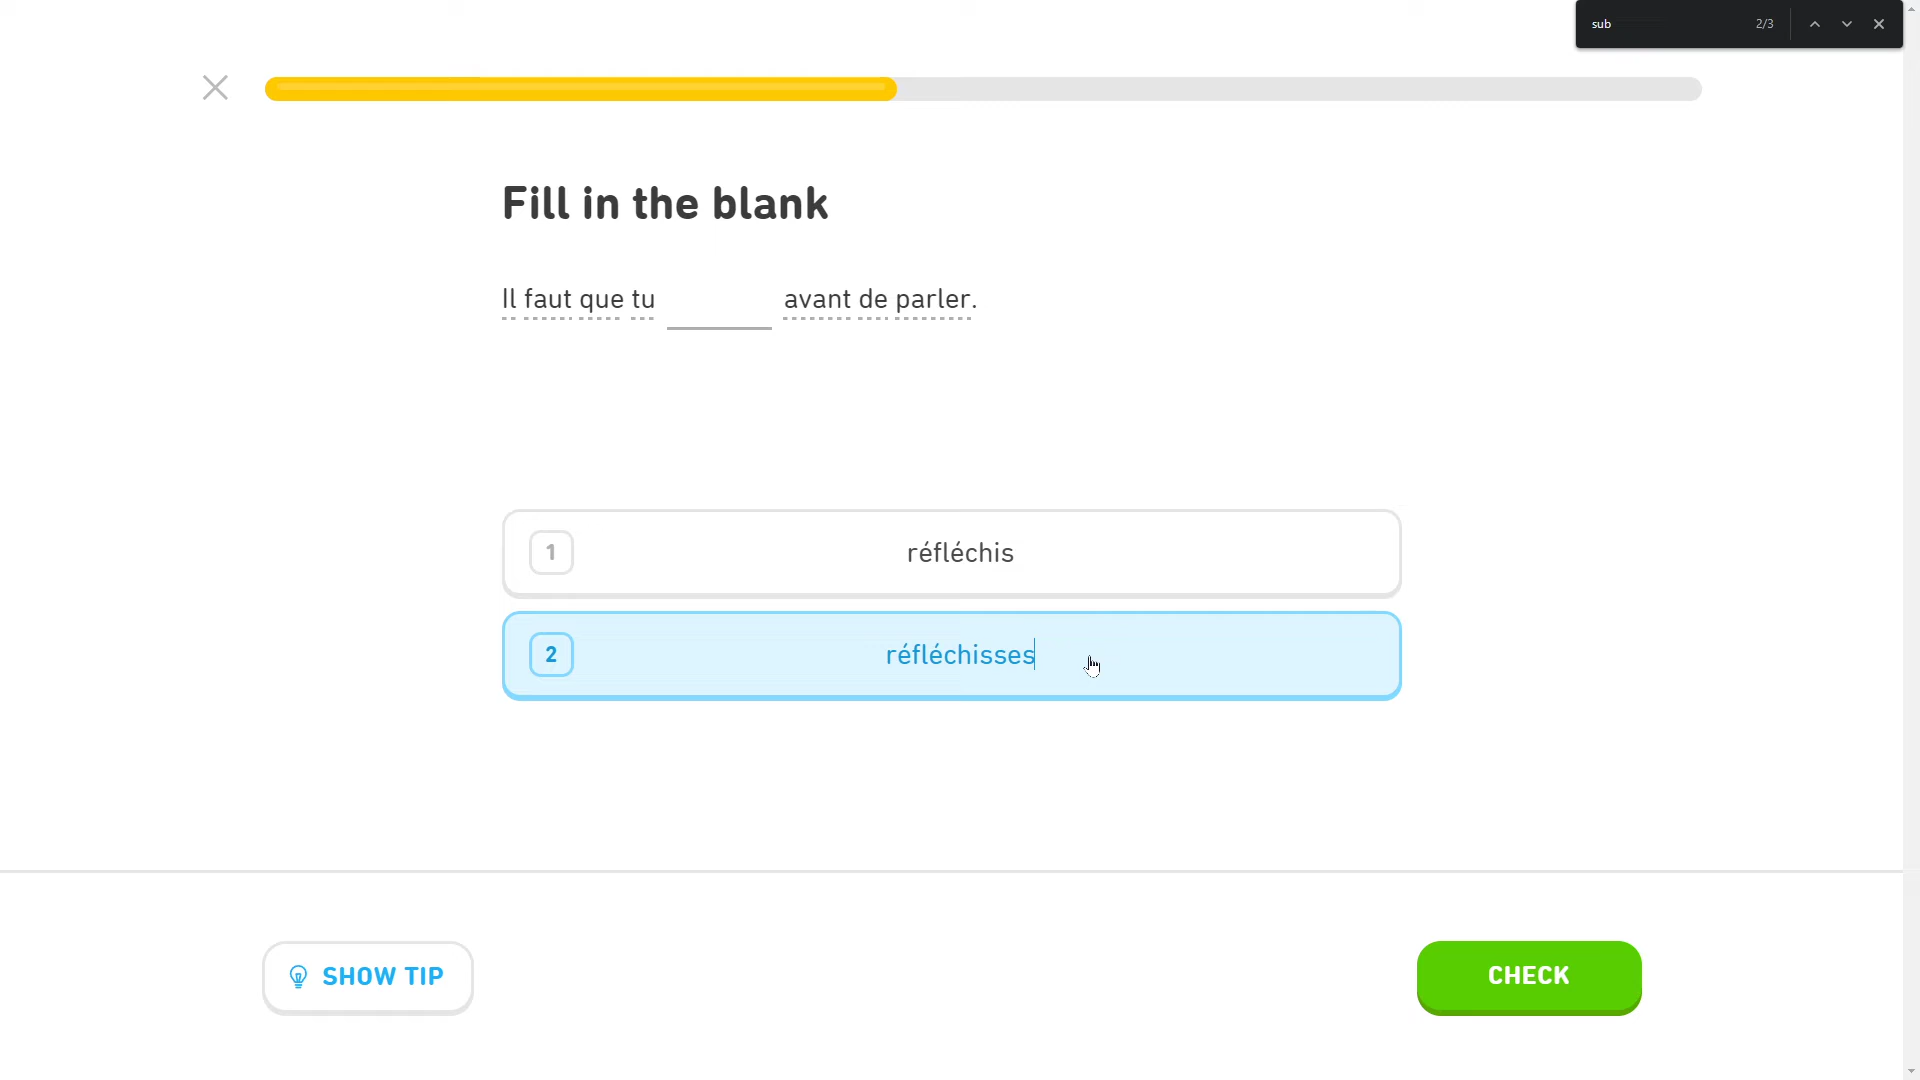 sub 2/3
Fill in the blank
Il faut que tu avant de parler.
1 réfléchis
2 réfléchisses
SHOW TIP
CHECK